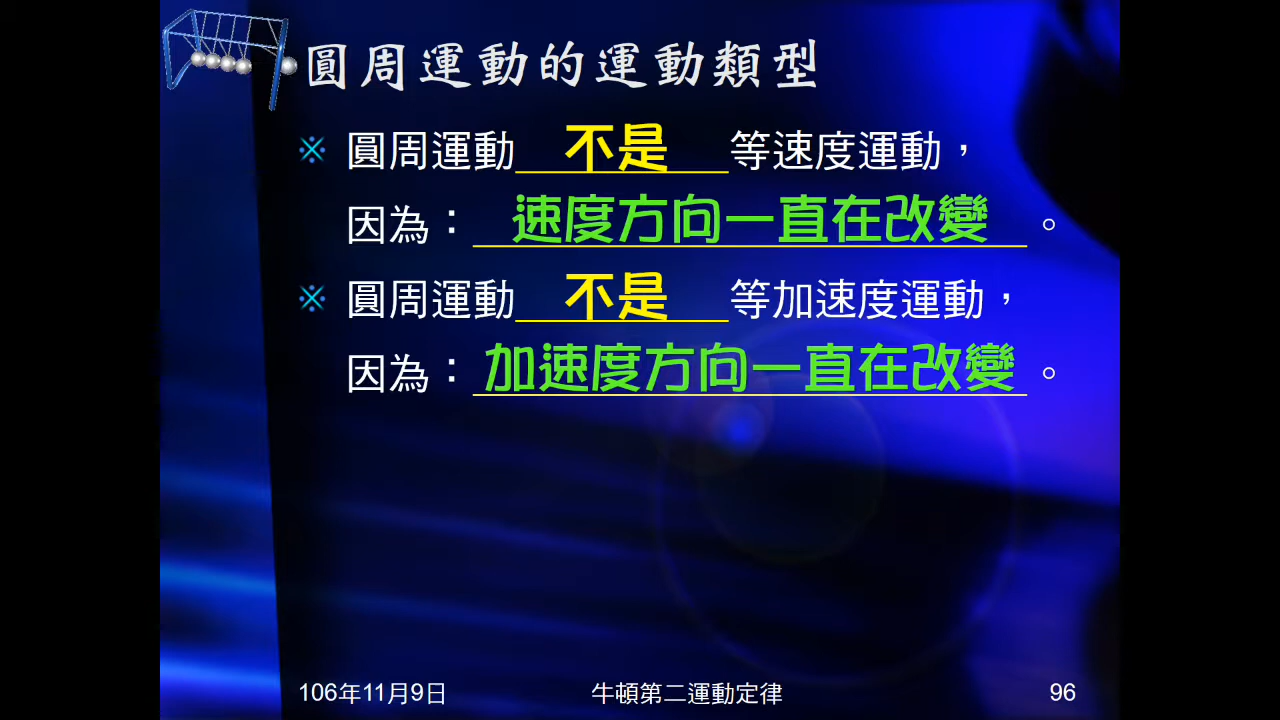 圓周運動的運動類型
※ 圓周運動 不是 等速度運動，
因為： 速度方向一直在改變 。
※ 圓周運動 不是 等加速度運動，
因為： 加速度方向一直在改變 。
106年11月9日 牛頓第二運動定律 96